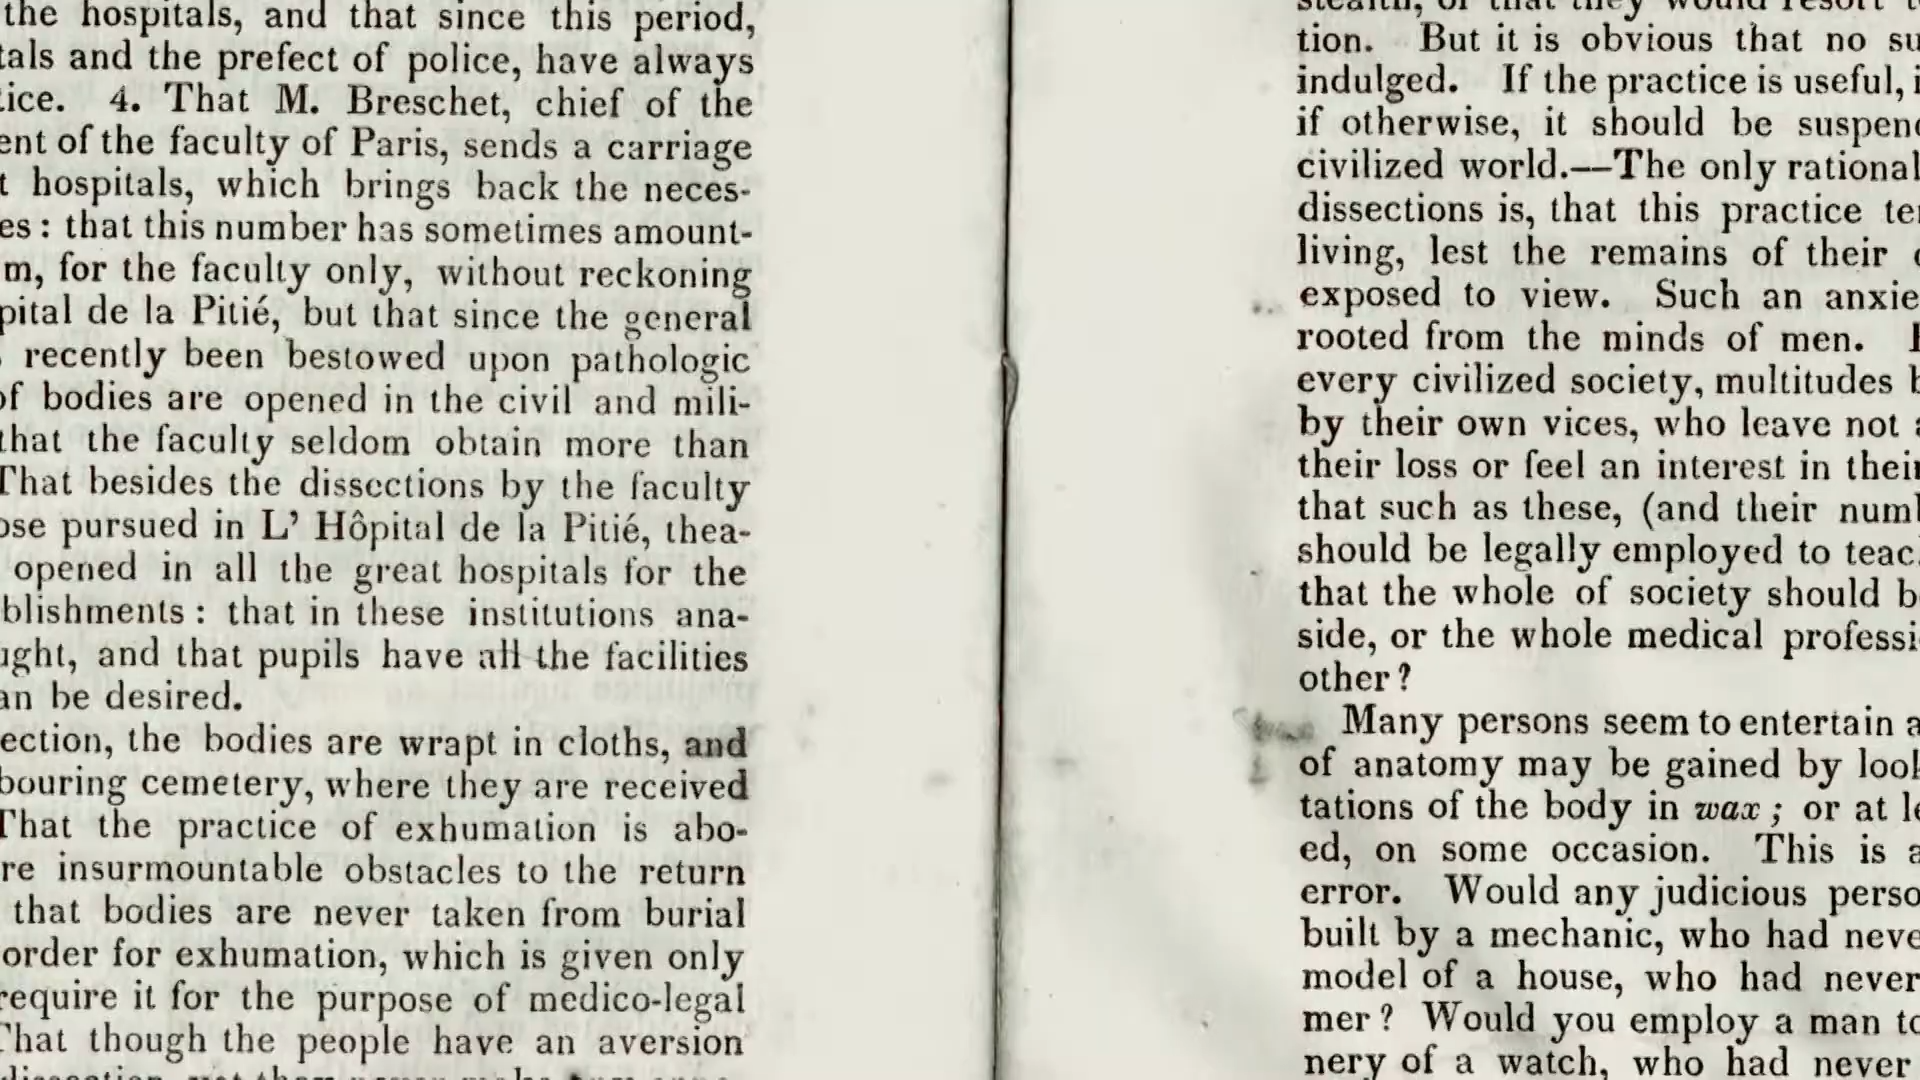 the hospitals, and that since this period,
tals and the prefect of police, have always
ice. 4. That M. Breschet, chief of the
ent of the faculty of Paris, sends a carriage
t hospitals, which brings back the neces-
es : that this number has sometimes amount-
m, for the faculty only, without reckoning
pital de la Pitié, but that since the general
recently been bestowed upon pathologic
of bodies are opened in the civil and mili-
that the faculty seldom obtain more than
That besides the dissections by the faculty
ose pursued in L' Hôpital de la Pitié, thea-
opened in all the great hospitals for the
blishments : that in these institutions ana-
ught, and that pupils have all the facilities
an be desired.
ection, the bodies are wrapt in cloths, and
bouring cemetery, where they are received
That the practice of exhumation is abo-
re insurmountable obstacles to the return
that bodies are never taken from burial
order for exhumation, which is given only
require it for the purpose of medico-legal
That though the people have an aversion
stealth, or that they would resort
tion. But it is obvious that no su
indulged. If the practice is useful, i
if otherwise, it should be suspend
civilized world.—The only rational
dissections is, that this practice te
living, lest the remains of their
exposed to view. Such an anxie
rooted from the minds of men.
every civilized society, multitudes b
by their own vices, who leave not a
their loss or feel an interest in their
that such as these, (and their num
should be legally employed to teac
that the whole of society should b
side, or the whole medical professi
other ?
Many persons seem to entertain a
of anatomy may be gained by look
tations of the body in wax ; or at le
ed, on some occasion. This is a
error. Would any judicious perso
built by a mechanic, who had neve
model of a house, who had never
mer ? Would you employ a man to
nery of a watch, who had never